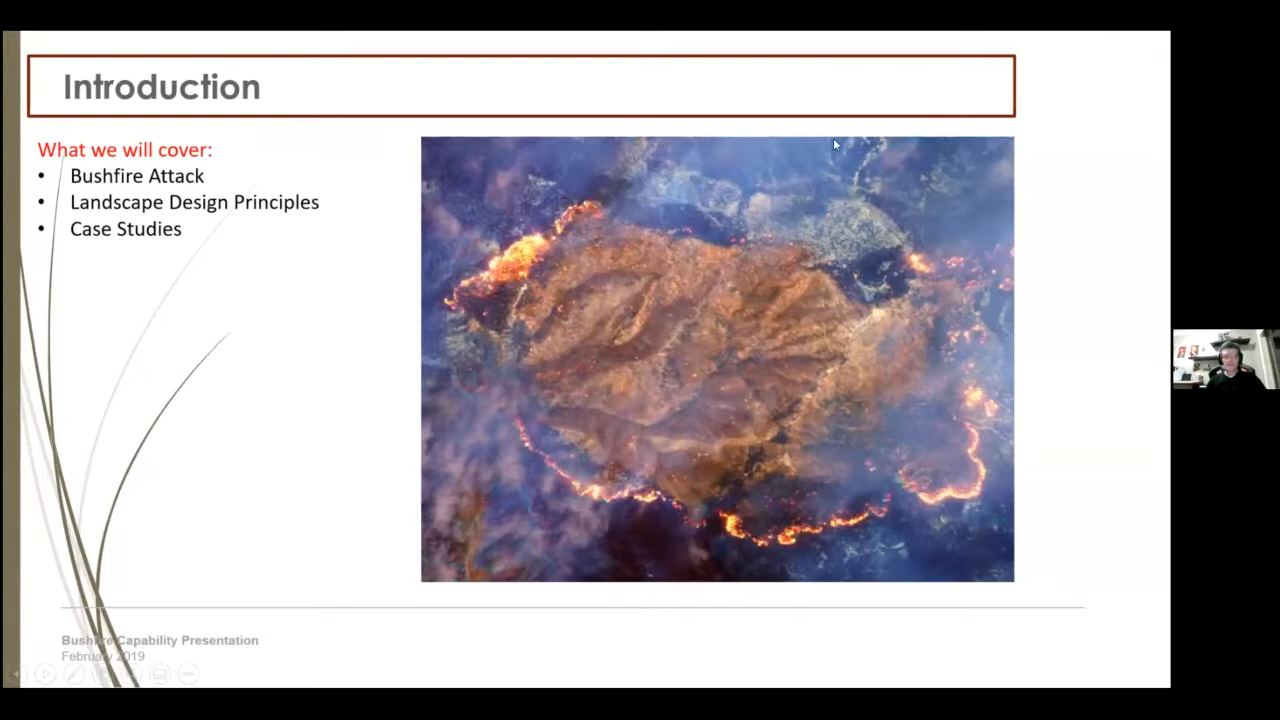 Introduction
What we will cover:
• Bushfire Attack
• Landscape Design Principles
• Case Studies
Bushfire Capability Presentation
February 2019